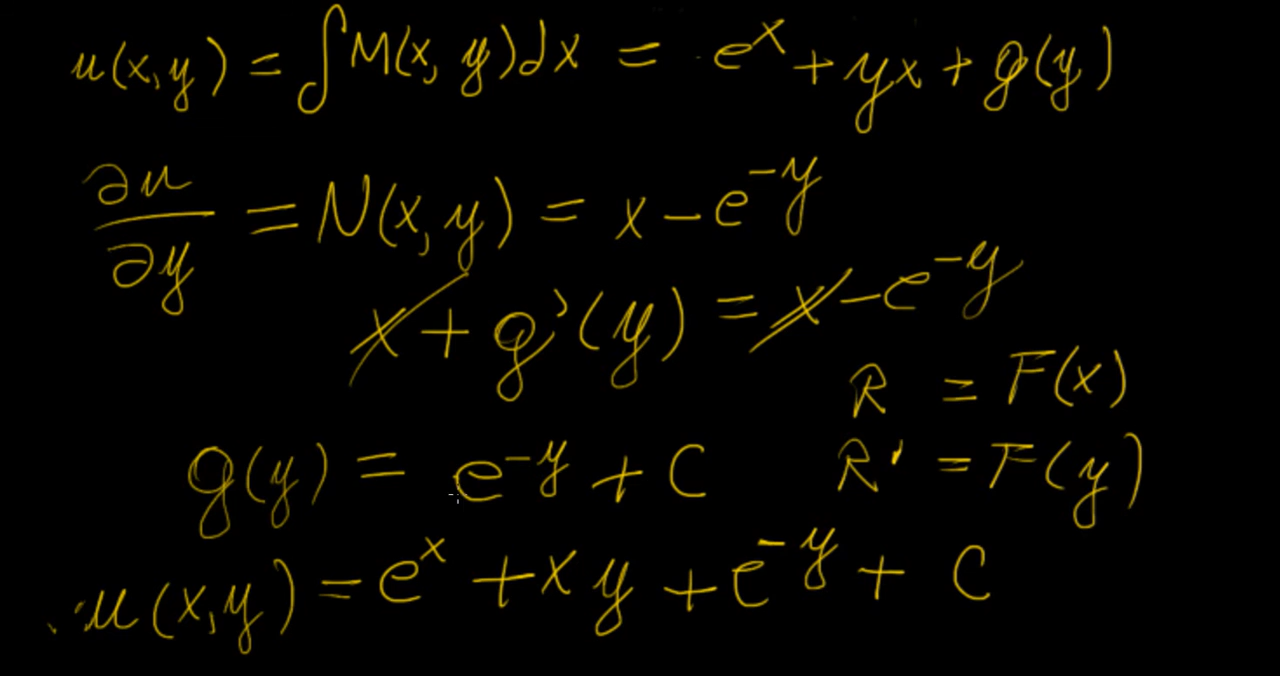 u(x,y) = ∫M(x, y)dx = e^x + yx + g(y)
∂u/∂y = N(x,y) = x - e^-y
x + g'(y) = x - e^-y
R = F(x)
g(y) = e^-y + C
R' = F(y)
u(x,y) = e^x + xy + e^-y + C